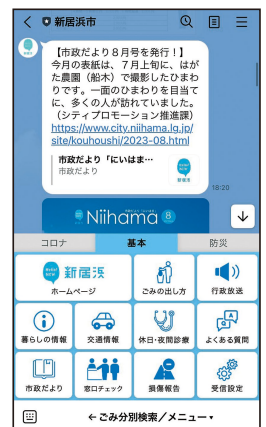 新居浜市
【市政だより８月号を発行！】
今月の表紙は、７月上旬に、はが
た農園（船木）で撮影したひまわ
りです。一面のひまわりを目当て
に、多くの人が訪れていました。
（シティプロモーション推進課）
https://www.city.niihama.lg.jp/
site/kouhoushi/2023-08.html
市政だより「にいはま…
市政だより
新居浜
18:20
Niihama 8
コロナ 基本 防災
新居浜
ホームページ ごみの出し方 行政放送
暮らしの情報 交通情報 休日・夜間診療 よくある質問
市政だより 窓口チェック 損傷報告 受信設定
←ごみ分別検索／メニュー▾